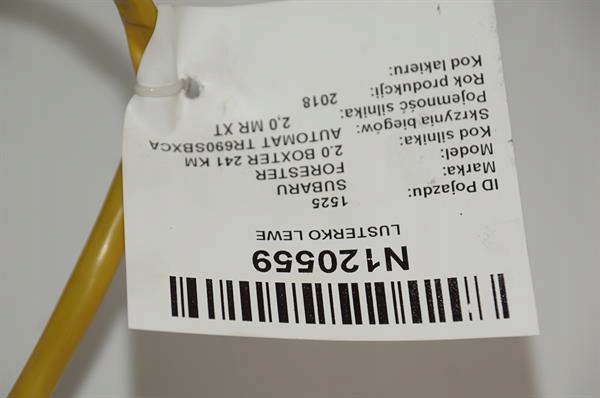 N120559
LUSTERKO LEWE
ID Pojazdu: 1525
Marka: SUBARU
Model: FORESTER
Kod silnika: 2.0 BOXTER 241 KM
Skrzynia biegów: AUTOMAT TR690SBXCA
Pojemność silnika: 2,0 MR XT
Rok produkcji: 2018
Kod lakieru: